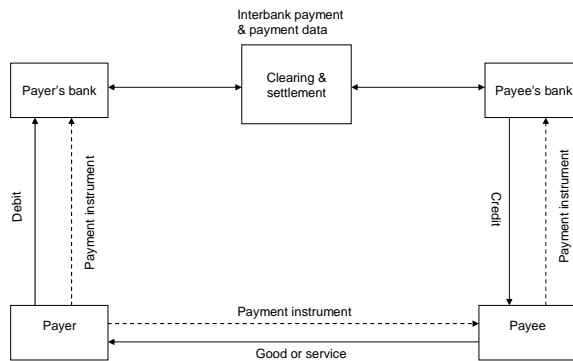 Interbank payment
& payment data
Payer's bank
Clearing &
settlement
Payee's bank
Debit
Payment instrument
Credit
Payment instrument
Payer
Payment instrument
Payee
Good or service